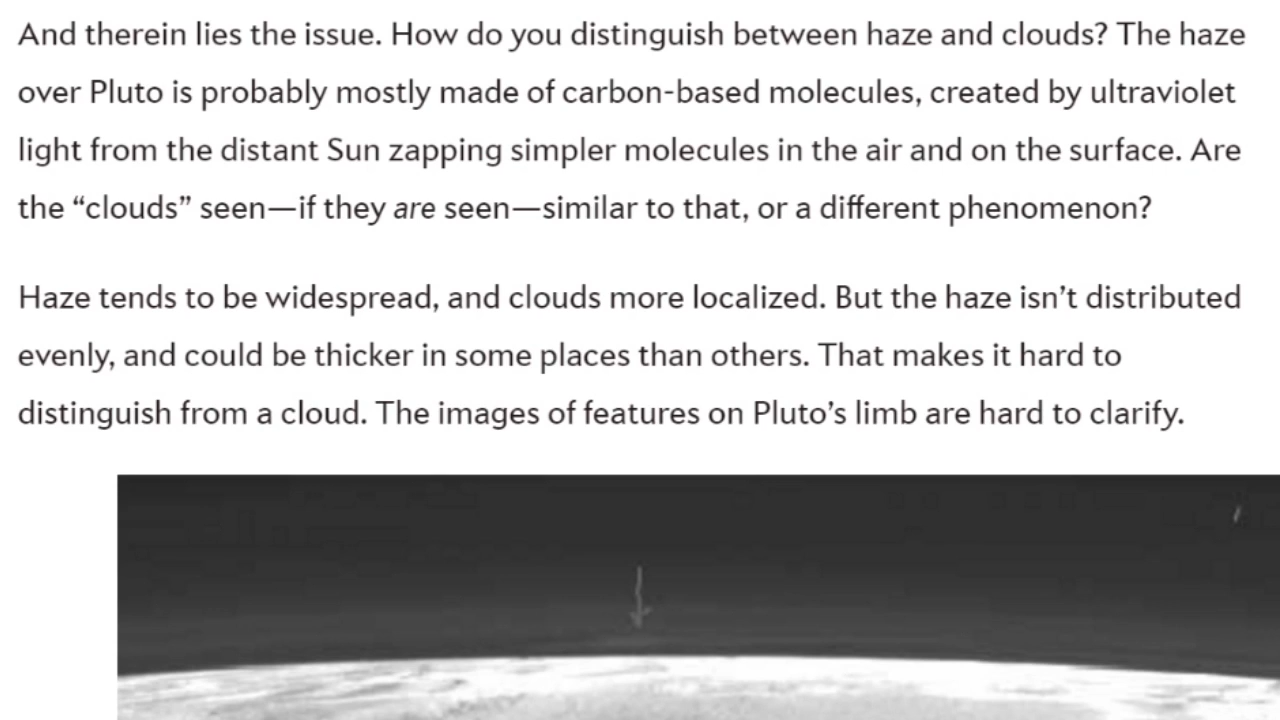 And therein lies the issue. How do you distinguish between haze and clouds? The haze
over Pluto is probably mostly made of carbon-based molecules, created by ultraviolet
light from the distant Sun zapping simpler molecules in the air and on the surface. Are
the “clouds” seen—if they are seen—similar to that, or a different phenomenon?
Haze tends to be widespread, and clouds more localized. But the haze isn’t distributed
evenly, and could be thicker in some places than others. That makes it hard to
distinguish from a cloud. The images of features on Pluto’s limb are hard to clarify.